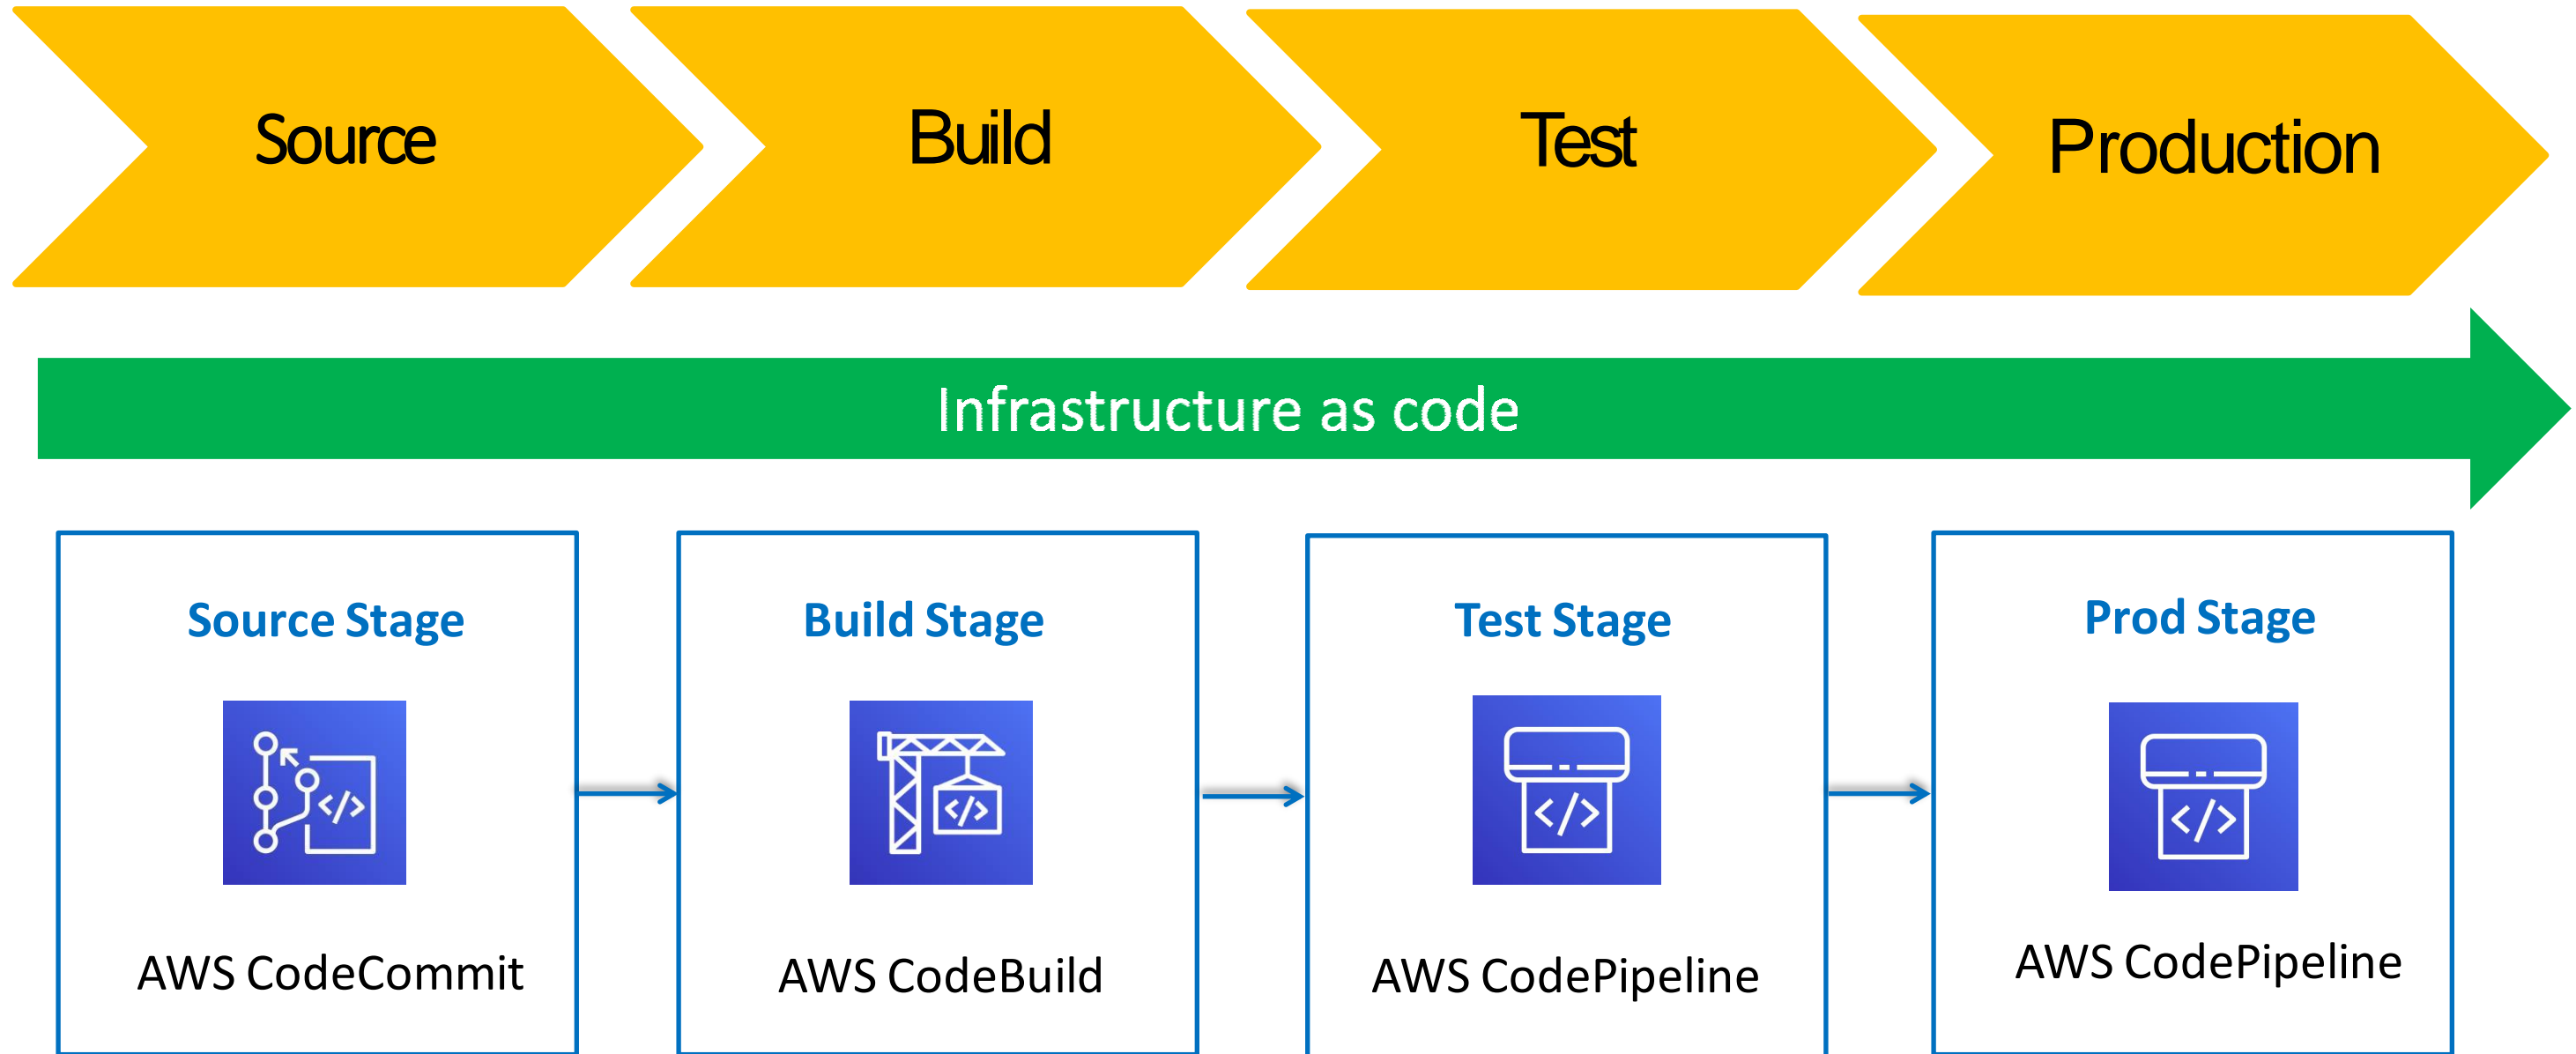 Source
Build
Test
Production
Infrastructure as code
Source Stage
Build Stage
Test Stage
Prod Stage
</>
</>
</>
</>
AWS CodeCommit
AWS CodeBuild
AWS CodePipeline
AWS CodePipeline